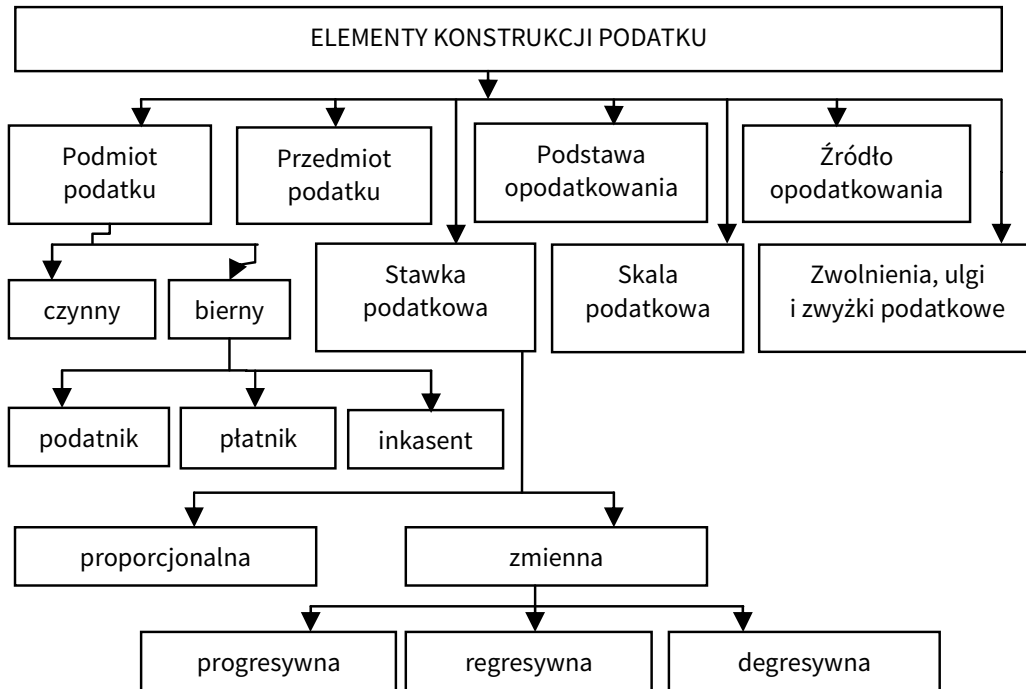 ELEMENTY KONSTRUKCJI PODATKU
Podmiot
podatku
Przedmiot
podatku
Podstawa
opodatkowania
Źródło
opodatkowania
czynny
bierny
Stawka
podatkowa
Skala
podatkowa
Zwolnienia, ulgi
i zwyżki podatkowe
podatnik
płatnik
inkasent
proporcjonalna
zmienna
progresywna
regresywna
degresywna